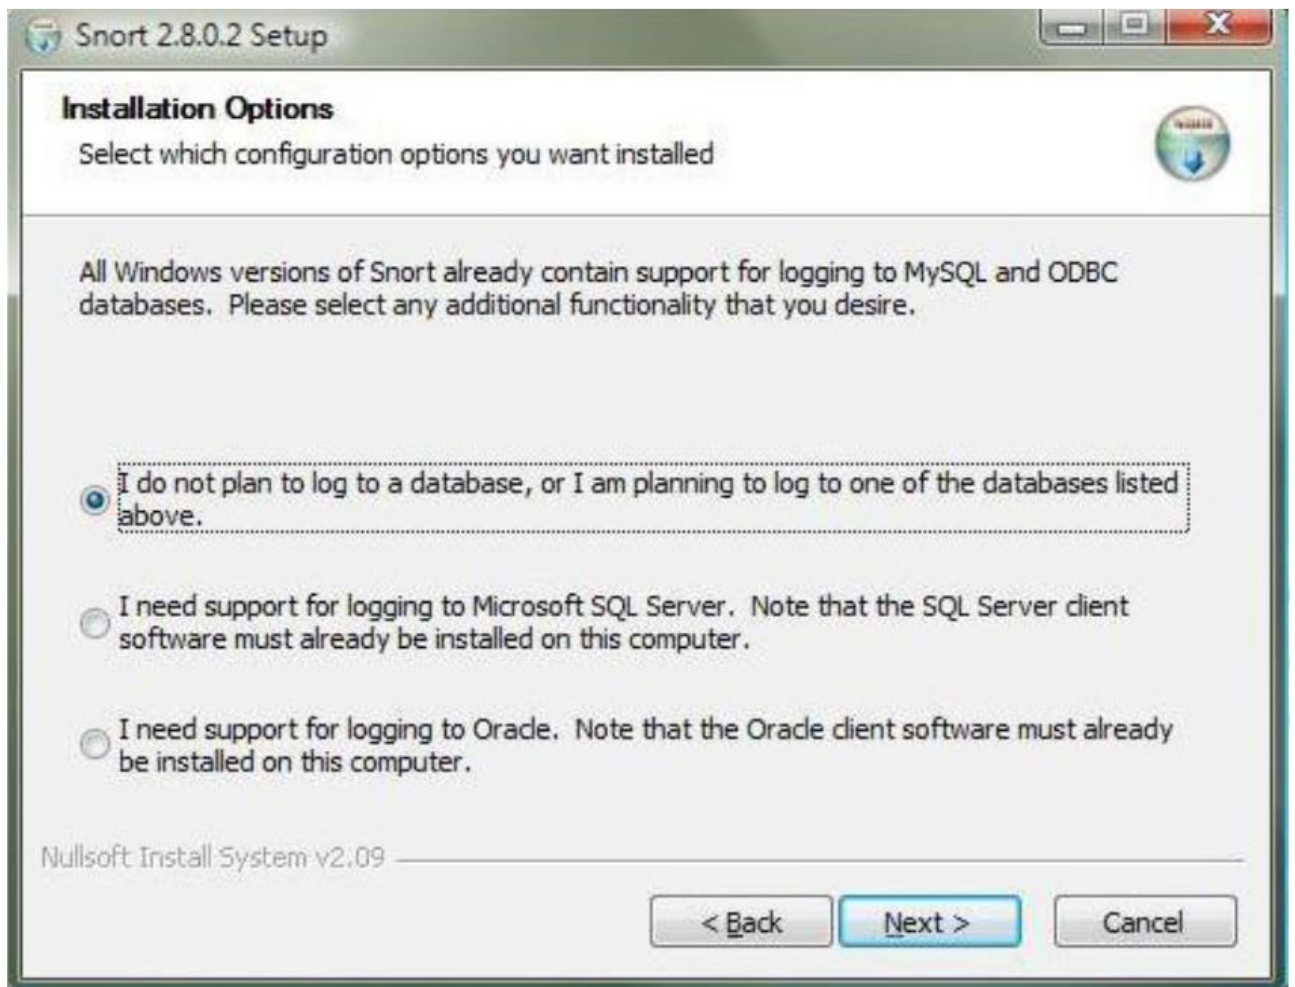 Snort 2.8.0.2 Setup
Installation Options
Select which configuration options you want installed
All Windows versions of Snort already contain support for logging to MySQL and ODBC
databases.  Please select any additional functionality that you desire.
I do not plan to log to a database, or I am planning to log to one of the databases listed
above.
I need support for logging to Microsoft SQL Server.  Note that the SQL Server client
software must already be installed on this computer.
I need support for logging to Oracle.  Note that the Oracle client software must already
be installed on this computer.
Nullsoft Install System v2.09
< Back
Next >
Cancel